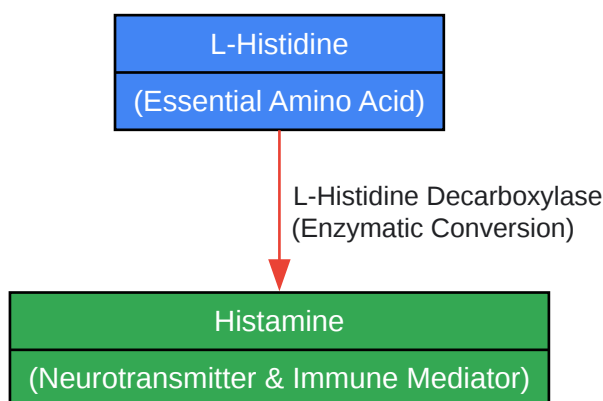 L-Histidine
(Essential Amino Acid)
L-Histidine Decarboxylase
(Enzymatic Conversion)
Histamine
(Neurotransmitter & Immune Mediator)